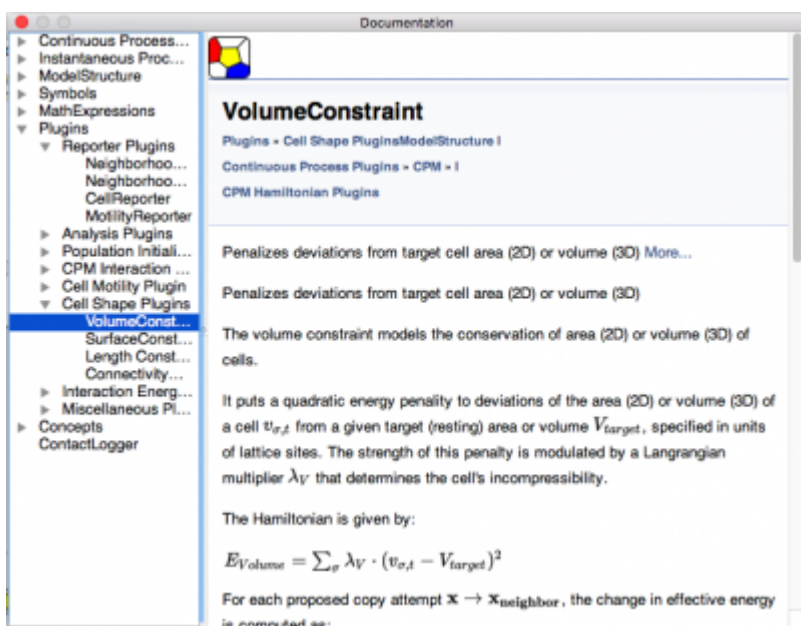 Documentation
Continuous Process...
Instantaneous Proc...
ModelStructure
Symbols
MathExpressions
Plugins
Reporter Plugins
Neighborhoo...
Neighborhoo...
CellReporter
MotilityReporter
Analysis Plugins
Population Initiali...
CPM Interaction ...
Cell Motility Plugin
Cell Shape Plugins
VolumeConst...
SurfaceConst...
Length Const...
Connectivity...
Interaction Energ...
Miscellaneous Pl...
Concepts
ContactLogger
VolumeConstraint
Plugins » Cell Shape PluginsModelStructure |
Continuous Process Plugins » CPM » |
CPM Hamiltonian Plugins
Penalizes deviations from target cell area (2D) or volume (3D) More...
Penalizes deviations from target cell area (2D) or volume (3D)
The volume constraint models the conservation of area (2D) or volume (3D) of
cells.
It puts a quadratic energy penality to deviations of the area (2D) or volume (3D) of
a cell v_{σ,t} from a given target (resting) area or volume V_{target}, specified in units
of lattice sites. The strength of this penalty is modulated by a Langrangian
multiplier λ_V that determines the cell's incompressibility.
The Hamiltonian is given by:
E_{Volume} = ∑_σ λ_V · (v_{σ,t} − V_{target})²
For each proposed copy attempt x → x_{neighbor}, the change in effective energy
is computed as: